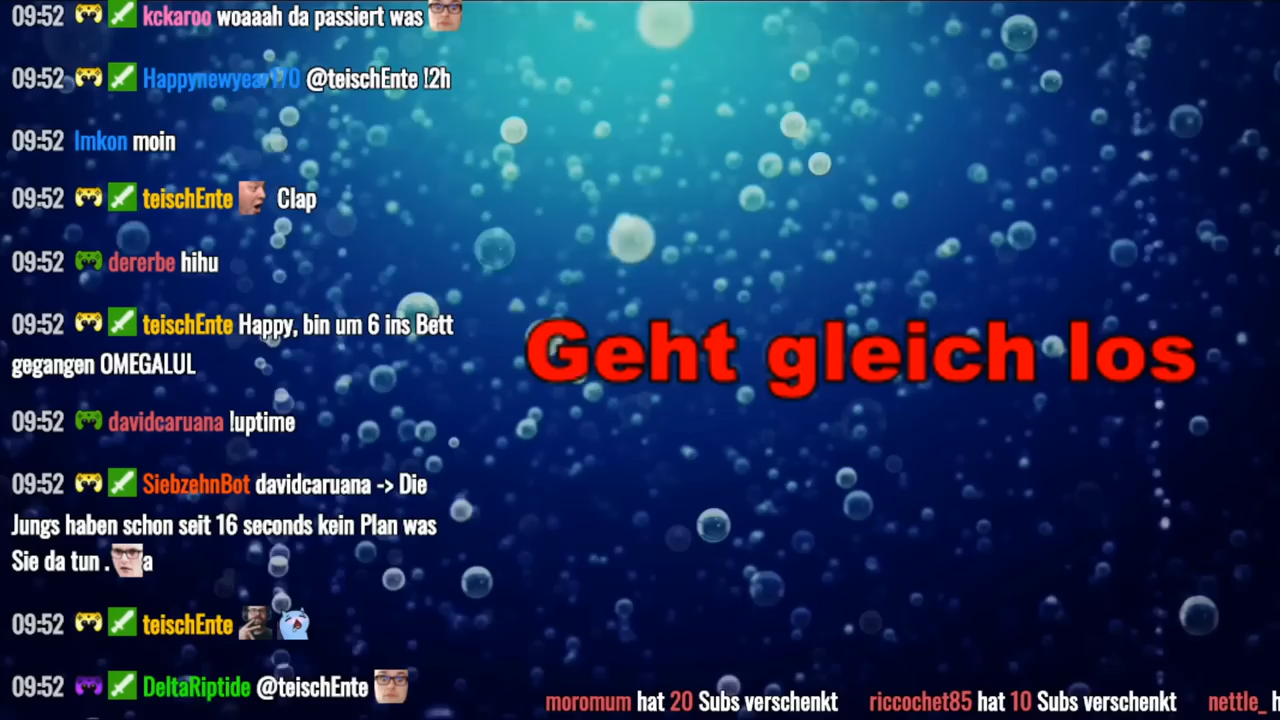 09:52 kckaroo woaaah da passiert was
09:52 Happynewyear170 @teischEnte !2h
09:52 Imkon moin
09:52 teischEnte Clap
09:52 dererbe hihu
09:52 teischEnte Happy, bin um 6 ins Bett
gegangen OMEGALUL
09:52 davidcaruana !uptime
09:52 SiebzehnBot davidcaruana -> Die
Jungs haben schon seit 16 seconds kein Plan was
Sie da tun . a
09:52 teischEnte
09:52 DeltaRiptide @teischEnte
Geht gleich los
moromum hat 20 Subs verschenkt riccochet85 hat 10 Subs verschenkt nettle_ h